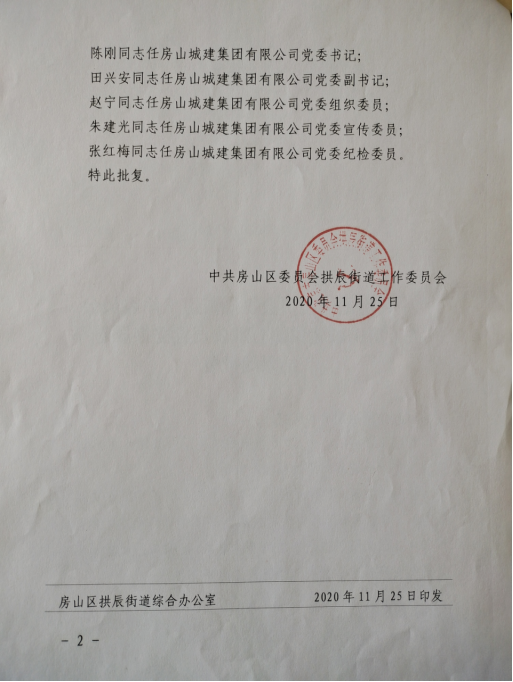 陈刚同志任房山城建集团有限公司党委书记;
田兴安同志任房山城建集团有限公司党委副书记;
赵宁同志任房山城建集团有限公司党委组织委员;
朱建光同志任房山城建集团有限公司党委宣传委员;
张红梅同志任房山城建集团有限公司党委纪检委员。
特此批复。
中共房山区委员会拱辰街道工作委员会
2020年11月25日
房山区拱辰街道综合办公室 2020年11月25日印发
- 2 -